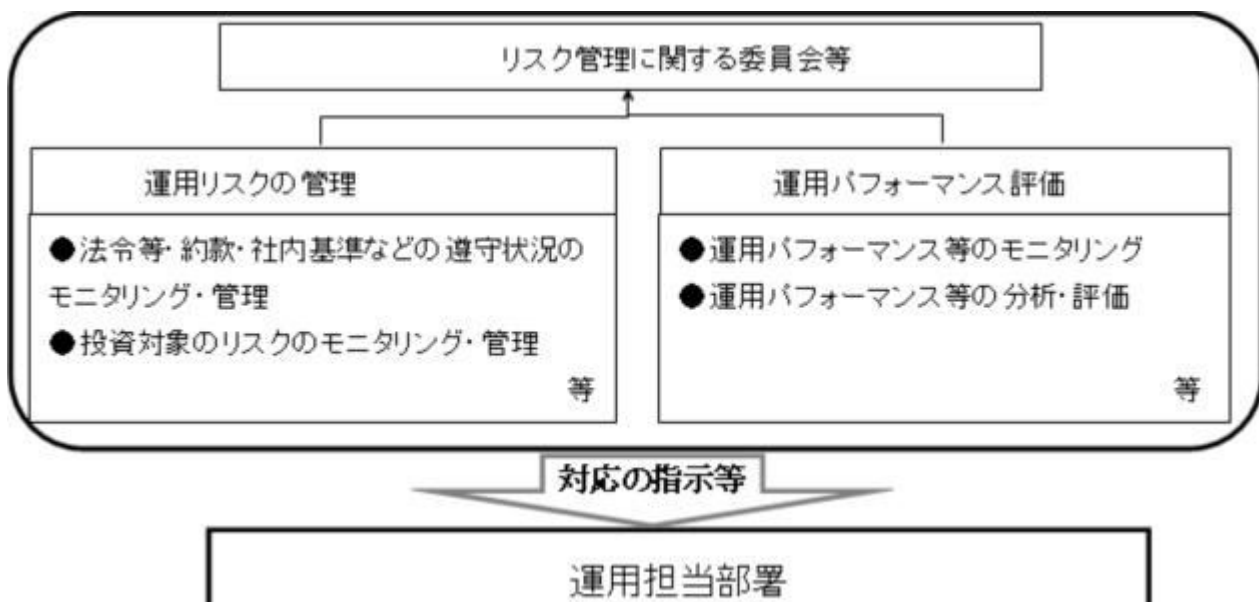 リスク管理に関する委員会等
運用リスクの管理
●法令等・約款・社内基準などの遵守状況の
モニタリング・管理
●投資対象のリスクのモニタリング・管理
等
運用パフォーマンス評価
●運用パフォーマンス等のモニタリング
●運用パフォーマンス等の分析・評価
等
対応の指示等
運用担当部署